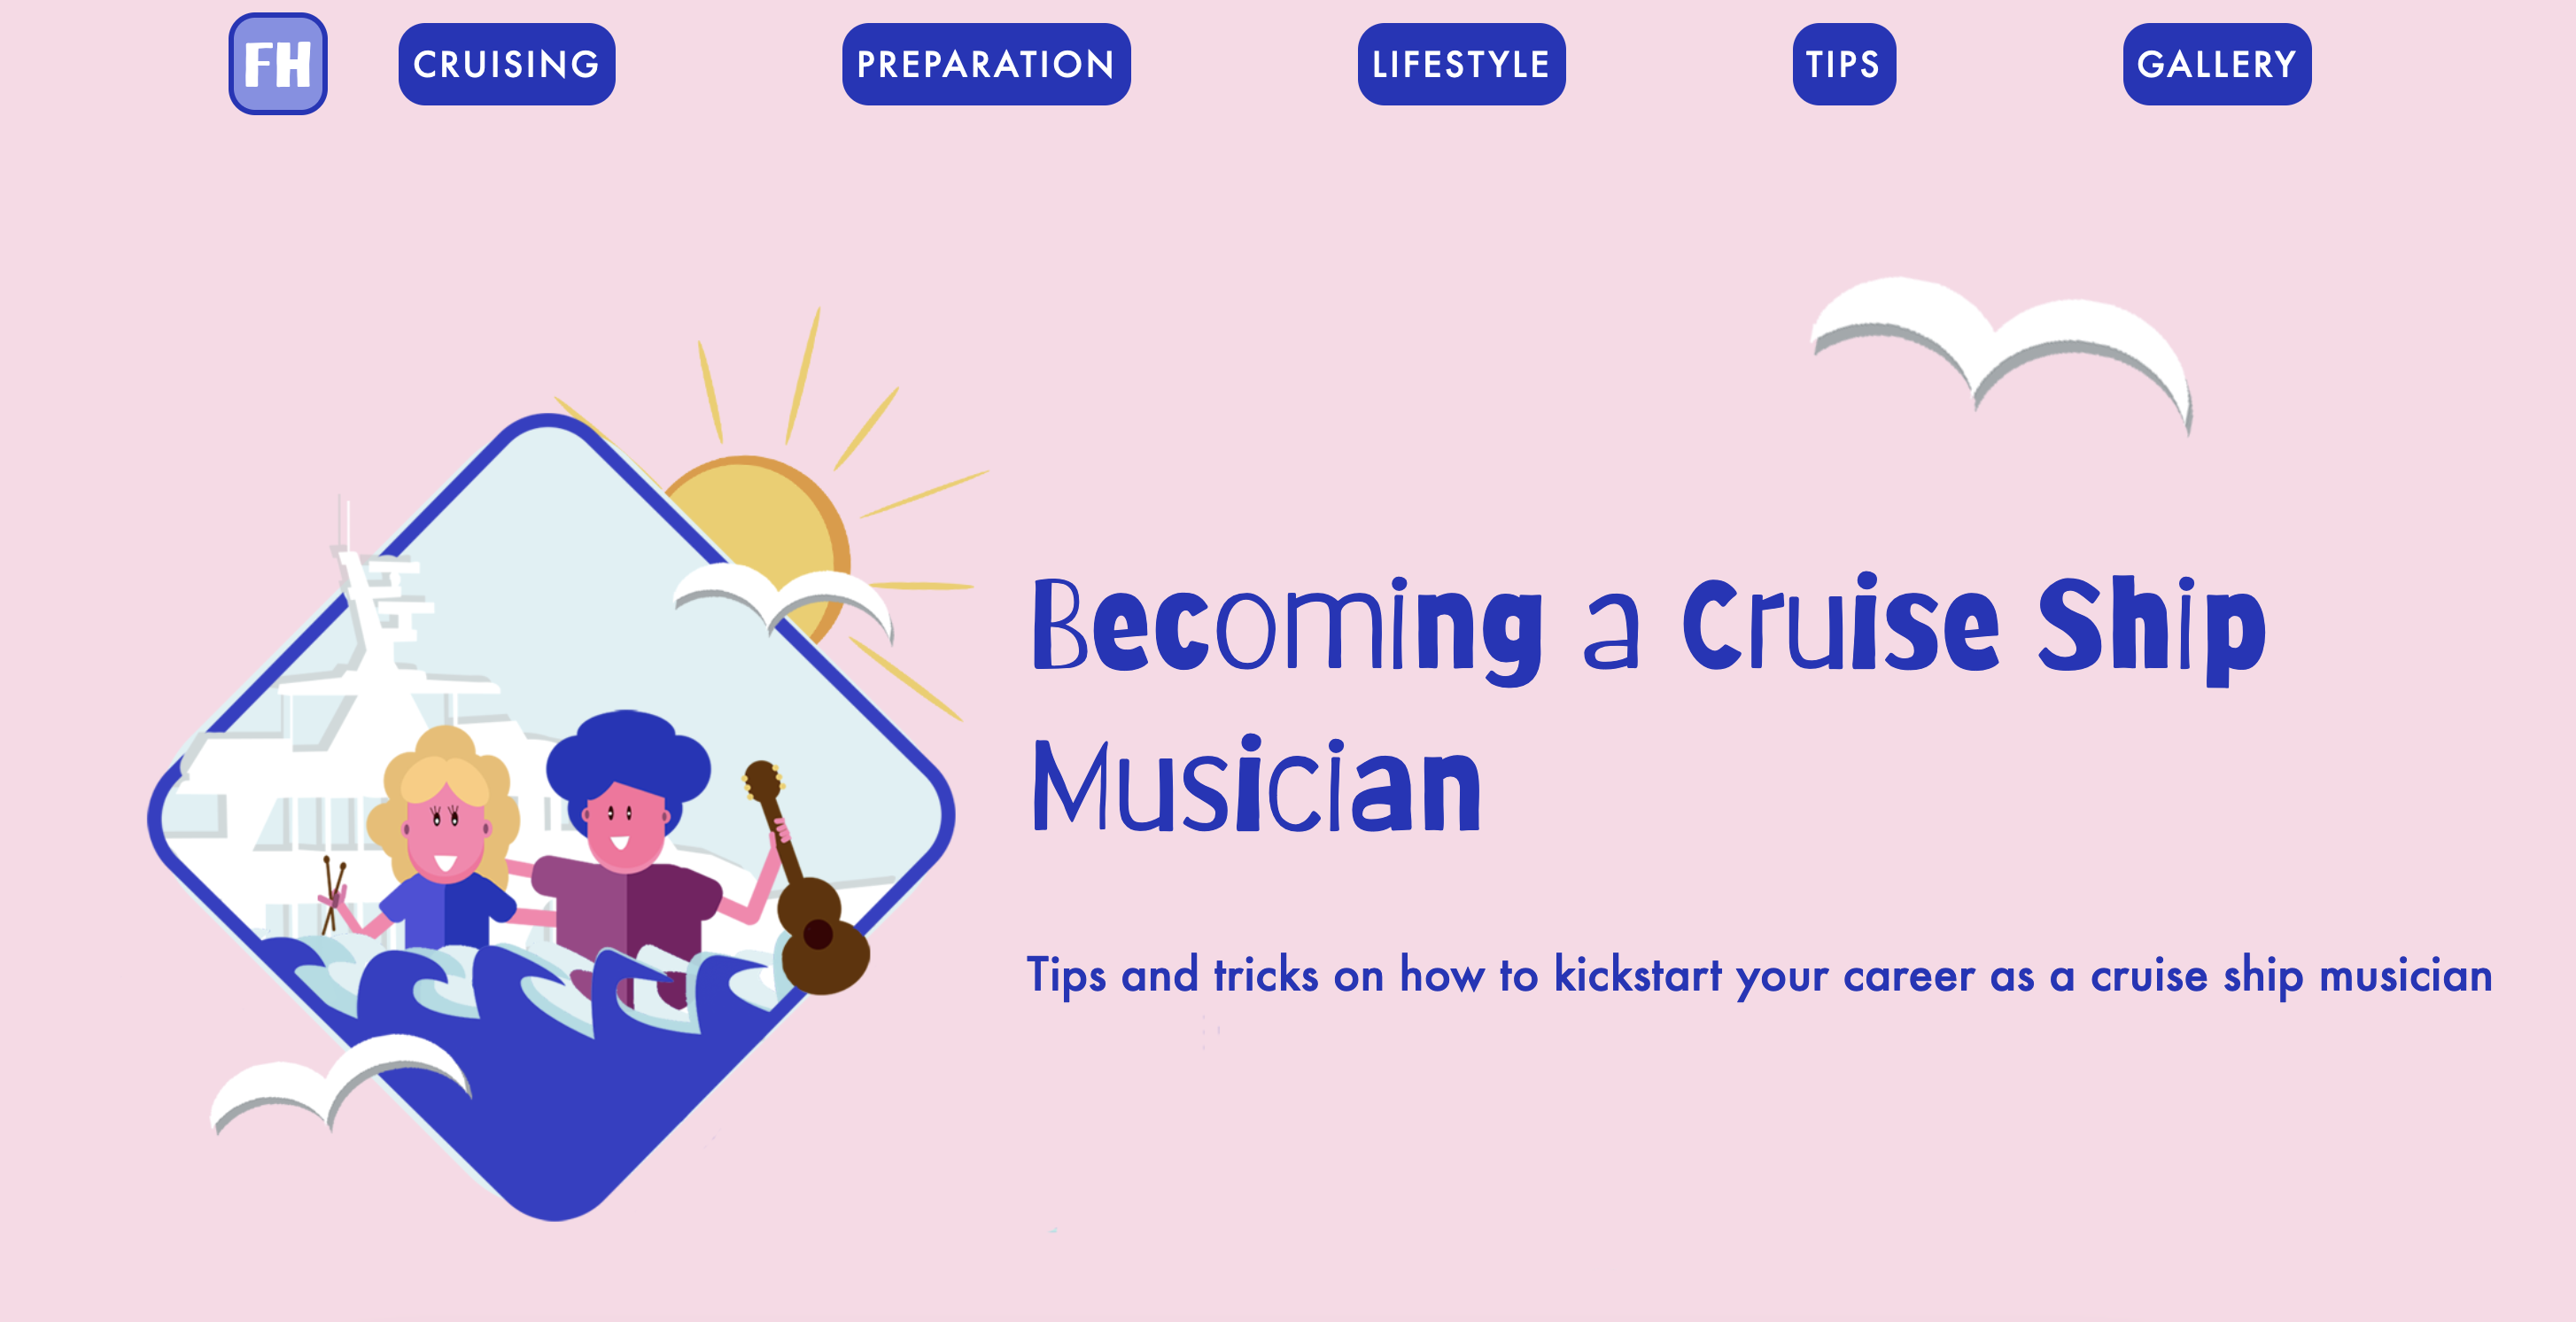 FH
CRUISING
PREPARATION
LIFESTYLE
TIPS
GALLERY
Becoming a Cruise Ship
Musician
Tips and tricks on how to kickstart your career as a cruise ship musician